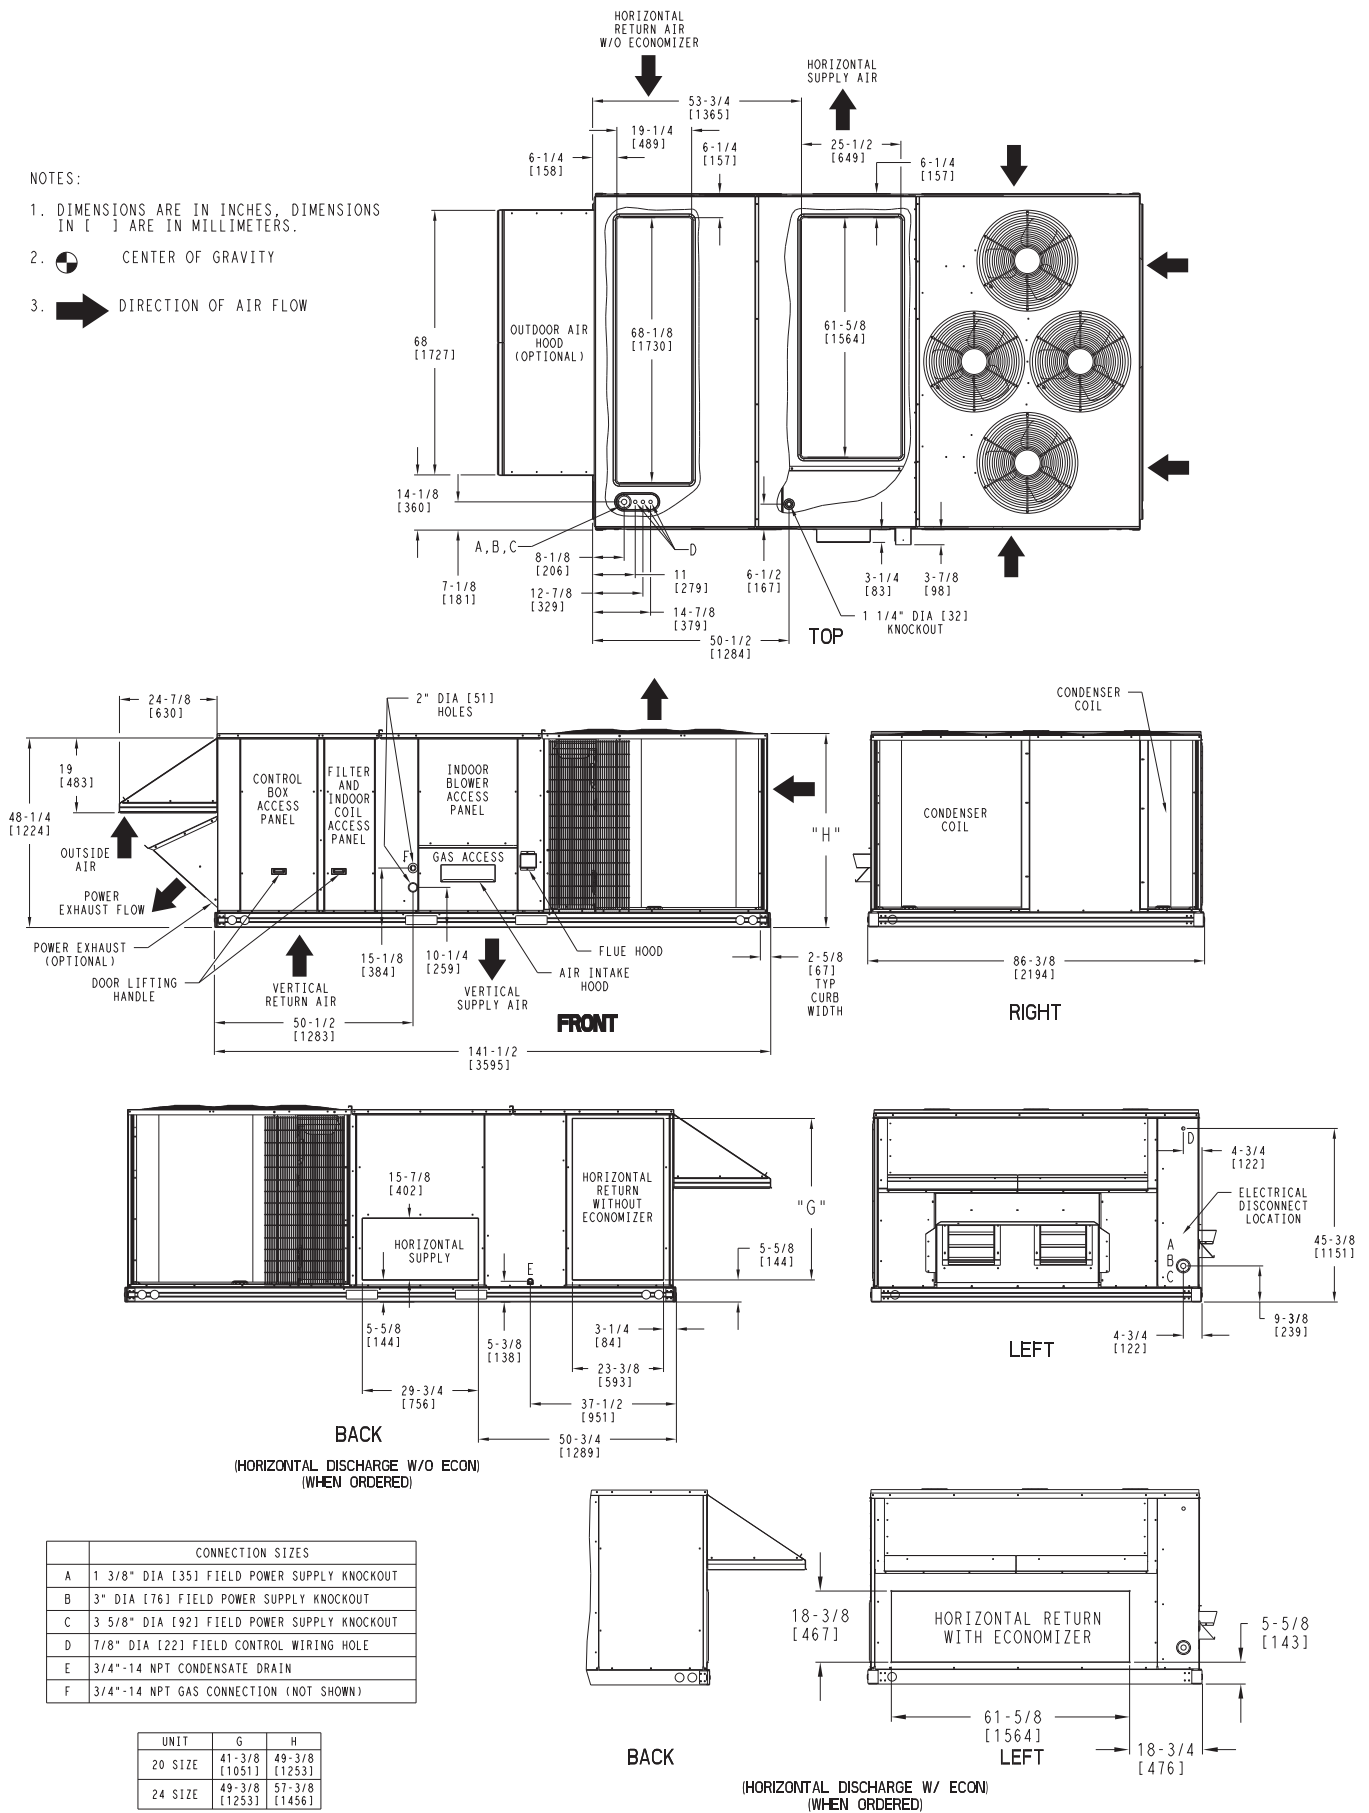 HORIZONTAL
RETURN AIR
W/O ECONOMIZER
HORIZONTAL
SUPPLY AIR
53-3/4
[1365]
19-1/4
[489]
6-1/4
[158]
6-1/4
[157]
25-1/2
[649]
6-1/4
[157]
NOTES:
1. DIMENSIONS ARE IN INCHES, DIMENSIONS
IN [ ] ARE IN MILLIMETERS.
2. CENTER OF GRAVITY
3. DIRECTION OF AIR FLOW
68
[1727]
OUTDOOR AIR
HOOD
(OPTIONAL)
68-1/8
[1730]
61-5/8
[1564]
14-1/8
[360]
7-1/8
[181]
A,B,C
D
8-1/8
[206]
11
[279]
12-7/8
[329]
14-7/8
[379]
50-1/2
[1284]
6-1/2
[167]
3-1/4
[83]
3-7/8
[98]
1 1/4" DIA [32]
KNOCKOUT
TOP
24-7/8
[630]
2" DIA [51]
HOLES
19
[483]
48-1/4
[1224]
CONTROL
BOX
ACCESS
PANEL
FILTER
AND
INDOOR
COIL
ACCESS
PANEL
INDOOR
BLOWER
ACCESS
PANEL
F
GAS ACCESS
"H"
OUTSIDE
AIR
POWER
EXHAUST FLOW
POWER EXHAUST
(OPTIONAL)
DOOR LIFTING
HANDLE
VERTICAL
RETURN AIR
15-1/8
[384]
10-1/4
[259]
VERTICAL
SUPPLY AIR
AIR INTAKE
HOOD
FLUE HOOD
2-5/8
[67]
TYP
CURB
WIDTH
50-1/2
[1283]
FRONT
141-1/2
[3595]
CONDENSER
COIL
CONDENSER
COIL
86-3/8
[2194]
RIGHT
15-7/8
[402]
HORIZONTAL
SUPPLY
HORIZONTAL
RETURN
WITHOUT
ECONOMIZER
"G"
E
5-5/8
[144]
5-5/8
[144]
5-3/8
[138]
3-1/4
[84]
23-3/8
[593]
29-3/4
[756]
37-1/2
[951]
50-3/4
[1289]
BACK
(HORIZONTAL DISCHARGE W/O ECON)
(WHEN ORDERED)
D
4-3/4
[122]
ELECTRICAL
DISCONNECT
LOCATION
A
B
C
45-3/8
[1151]
9-3/8
[239]
4-3/4
[122]
LEFT
CONNECTION SIZES
A 1 3/8" DIA [35] FIELD POWER SUPPLY KNOCKOUT
B 3" DIA [76] FIELD POWER SUPPLY KNOCKOUT
C 3 5/8" DIA [92] FIELD POWER SUPPLY KNOCKOUT
D 7/8" DIA [22] FIELD CONTROL WIRING HOLE
E 3/4"-14 NPT CONDENSATE DRAIN
F 3/4"-14 NPT GAS CONNECTION (NOT SHOWN)
UNIT G H
20 SIZE 41-3/8 [1051] 49-3/8 [1253]
24 SIZE 49-3/8 [1253] 57-3/8 [1456]
BACK
18-3/8
[467]
HORIZONTAL RETURN
WITH ECONOMIZER
5-5/8
[143]
61-5/8
[1564]
LEFT
18-3/4
[476]
(HORIZONTAL DISCHARGE W/ ECON)
(WHEN ORDERED)